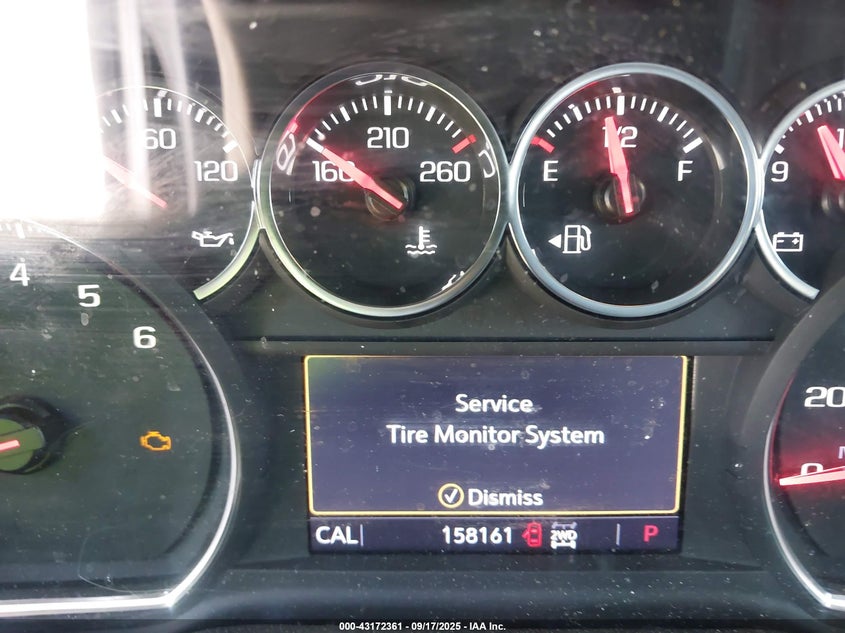 60
120
210
160
260
1/2
E
F
9
4
5
6
20
0
Service
Tire Monitor System
Dismiss
CAL
158161
2WD
P
000-43172361 - 09/17/2025 - IAA Inc.